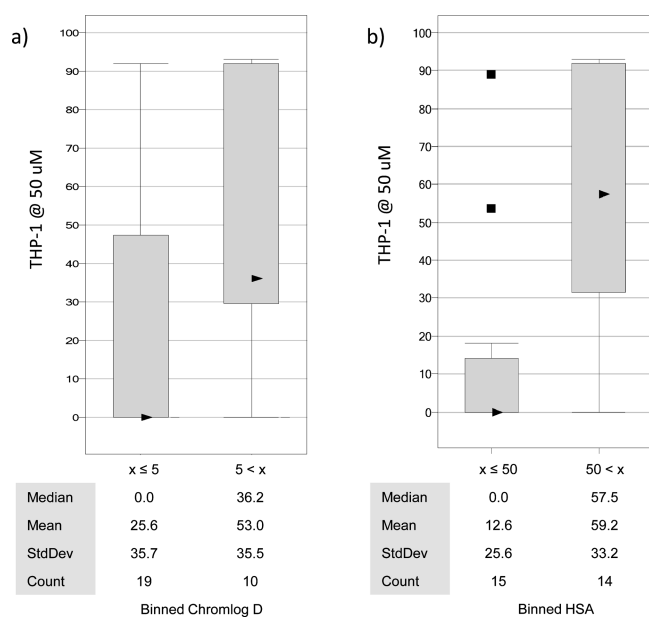 a)
THP-1 @ 50 uM
100
90
80
70
60
50
40
30
20
10
0
x ≤ 5 5 < x
Median 0.0 36.2
Mean 25.6 53.0
StdDev 35.7 35.5
Count 19 10
Binned Chromlog D
b)
THP-1 @ 50 uM
100
90
80
70
60
50
40
30
20
10
0
x ≤ 50 50 < x
Median 0.0 57.5
Mean 12.6 59.2
StdDev 25.6 33.2
Count 15 14
Binned HSA